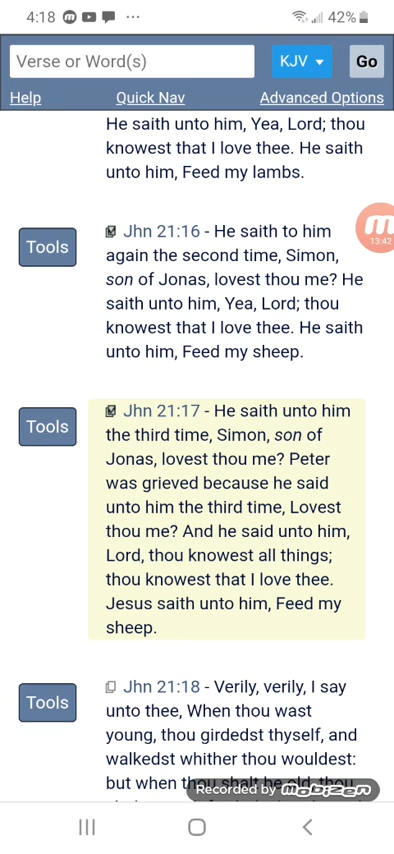 4:18 42%
Verse or Word(s) KJV Go
Help Quick Nav Advanced Options
He saith unto him, Yea, Lord; thou
knowest that I love thee. He saith
unto him, Feed my lambs.
Tools
Jhn 21:16 - He saith to him
again the second time, Simon,
son of Jonas, lovest thou me? He
saith unto him, Yea, Lord; thou
knowest that I love thee. He saith
unto him, Feed my sheep.
13:42
Tools
Jhn 21:17 - He saith unto him
the third time, Simon, son of
Jonas, lovest thou me? Peter
was grieved because he said
unto him the third time, Lovest
thou me? And he said unto him,
Lord, thou knowest all things;
thou knowest that I love thee.
Jesus saith unto him, Feed my
sheep.
Tools
Jhn 21:18 - Verily, verily, I say
unto thee, When thou wast
young, thou girdedst thyself, and
walkedst whither thou wouldest:
but when thou shalt be old, thou
Recorded by mobizen